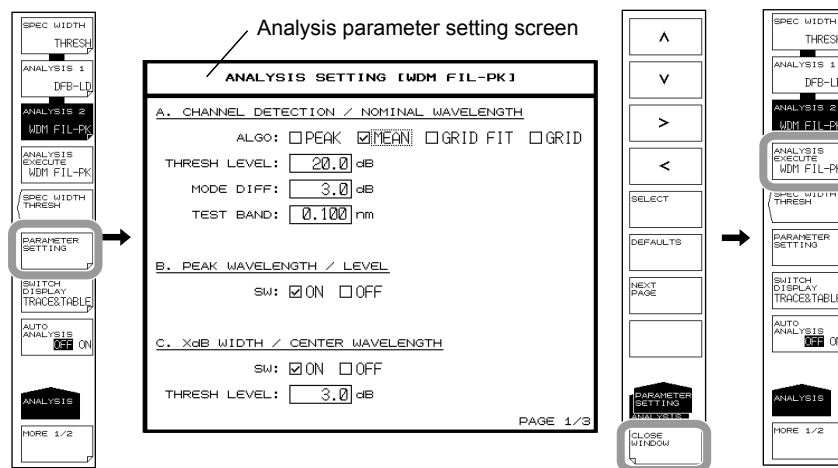 Analysis parameter setting screen
SPEC WIDTH
THRESH
ANALYSIS 1
DFB-LD
ANALYSIS 2
WDM FIL-PK
ANALYSIS
EXECUTE
WDM FIL-PK
SPEC WIDTH
THRESH
PARAMETER
SETTING
SWITCH
DISPLAY
TRACE&TABLE
AUTO
ANALYSIS
OFF ON
ANALYSIS
MORE 1/2
ANALYSIS SETTING [WDM FIL-PK]
A. CHANNEL DETECTION / NOMINAL WAVELENGTH
ALGO: ☐PEAK ☑MEAN ☐GRID FIT ☐GRID
THRESH LEVEL: 20.0 dB
MODE DIFF: 3.0 dB
TEST BAND: 0.100 nm
B. PEAK WAVELENGTH / LEVEL
SW: ☑ON ☐OFF
C. XdB WIDTH / CENTER WAVELENGTH
SW: ☑ON ☐OFF
THRESH LEVEL: 3.0 dB
PAGE 1/3
∧
∨
>
<
SELECT
DEFAULTS
NEXT
PAGE
PARAMETER
SETTING
ANALYSIS
CLOSE
WINDOW
SPEC WIDTH
THRESH
ANALYSIS 1
DFB-LD
ANALYSIS 2
WDM FIL-PK
ANALYSIS
EXECUTE
WDM FIL-PK
SPEC WIDTH
THRESH
PARAMETER
SETTING
SWITCH
DISPLAY
TRACE&TABLE
AUTO
ANALYSIS
OFF ON
ANALYSIS
MORE 1/2